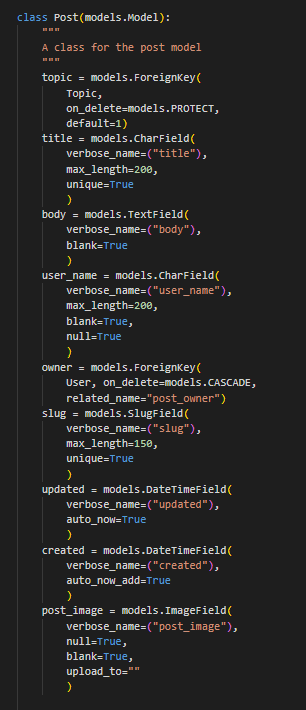 class Post(models.Model):
    """
    A class for the post model
    """
    topic = models.ForeignKey(
        Topic,
        on_delete=models.PROTECT,
        default=1)
    title = models.CharField(
        verbose_name=("title"),
        max_length=200,
        unique=True
        )
    body = models.TextField(
        verbose_name=("body"),
        blank=True
        )
    user_name = models.CharField(
        verbose_name=("user_name"),
        max_length=200,
        blank=True,
        null=True
        )
    owner = models.ForeignKey(
        User, on_delete=models.CASCADE,
        related_name="post_owner")
    slug = models.SlugField(
        verbose_name=("slug"),
        max_length=150,
        unique=True
        )
    updated = models.DateTimeField(
        verbose_name=("updated"),
        auto_now=True
        )
    created = models.DateTimeField(
        verbose_name=("created"),
        auto_now_add=True
        )
    post_image = models.ImageField(
        verbose_name=("post_image"),
        null=True,
        blank=True,
        upload_to=""
        )